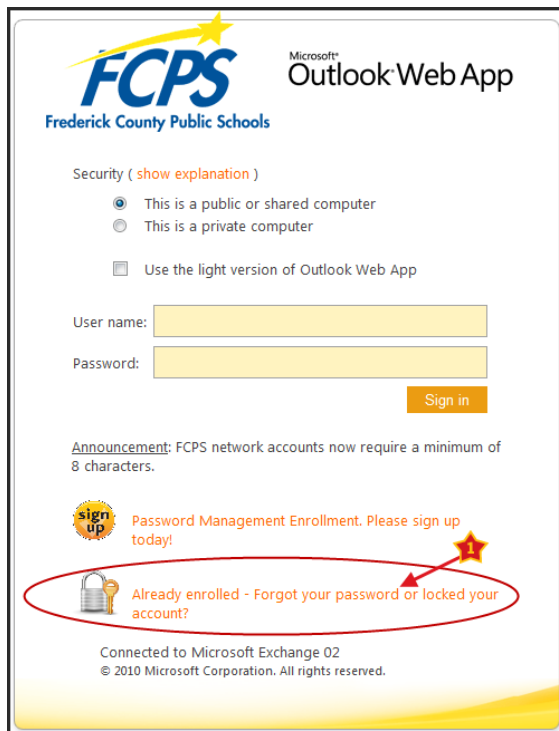 FCPS
Frederick County Public Schools
Microsoft®
Outlook® Web App
Security ( show explanation )
This is a public or shared computer
This is a private computer
Use the light version of Outlook Web App
User name:
Password:
Sign in
Announcement: FCPS network accounts now require a minimum of
8 characters.
sign
up
Password Management Enrollment. Please sign up
today!
1
Already enrolled - Forgot your password or locked your
account?
Connected to Microsoft Exchange 02
© 2010 Microsoft Corporation. All rights reserved.